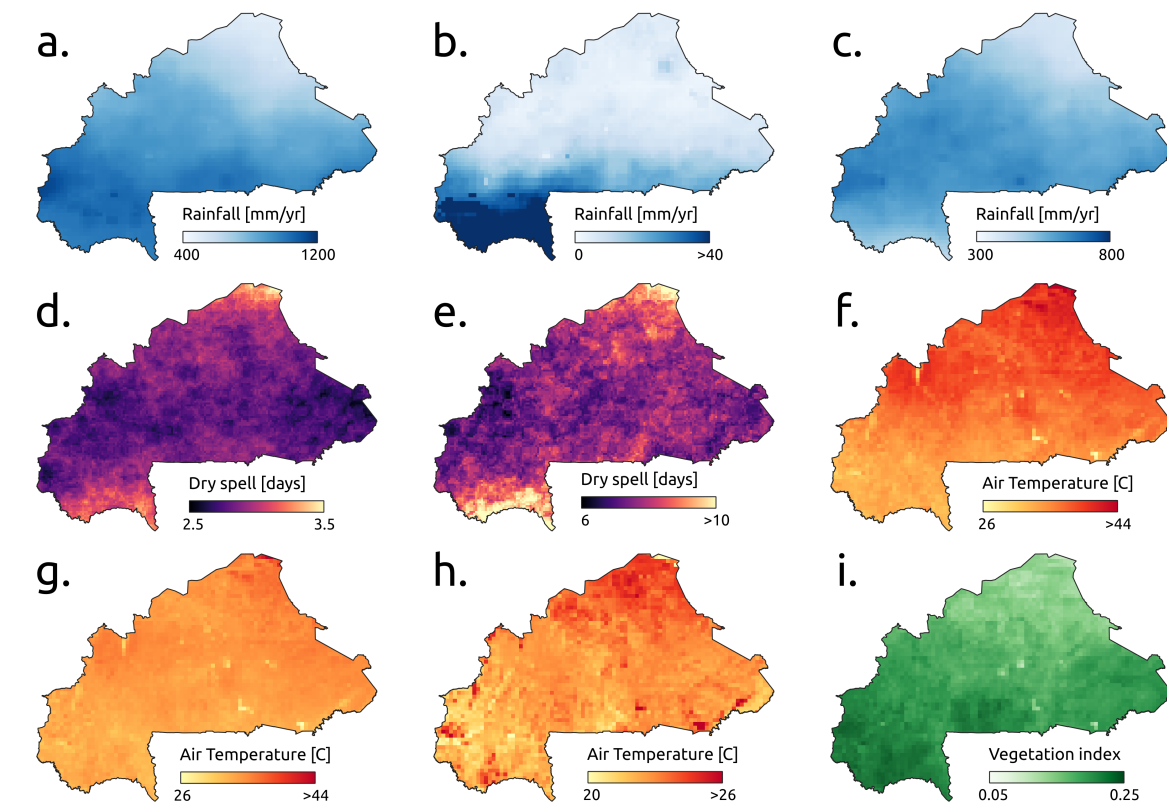 a.
b.
c.
Rainfall [mm/yr]
400 1200
Rainfall [mm/yr]
0 >40
Rainfall [mm/yr]
300 800
d.
e.
f.
Dry spell [days]
2.5 3.5
Dry spell [days]
6 >10
Air Temperature [C]
26 >44
g.
h.
i.
Air Temperature [C]
26 >44
Air Temperature [C]
20 >26
Vegetation index
0.05 0.25